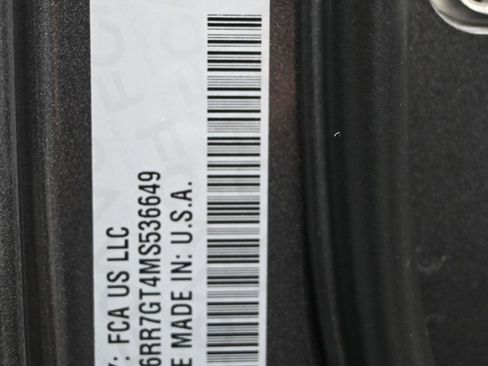 Y: FCA US LLC
6RR7GT4MS536649
E MADE IN: U.S.A.